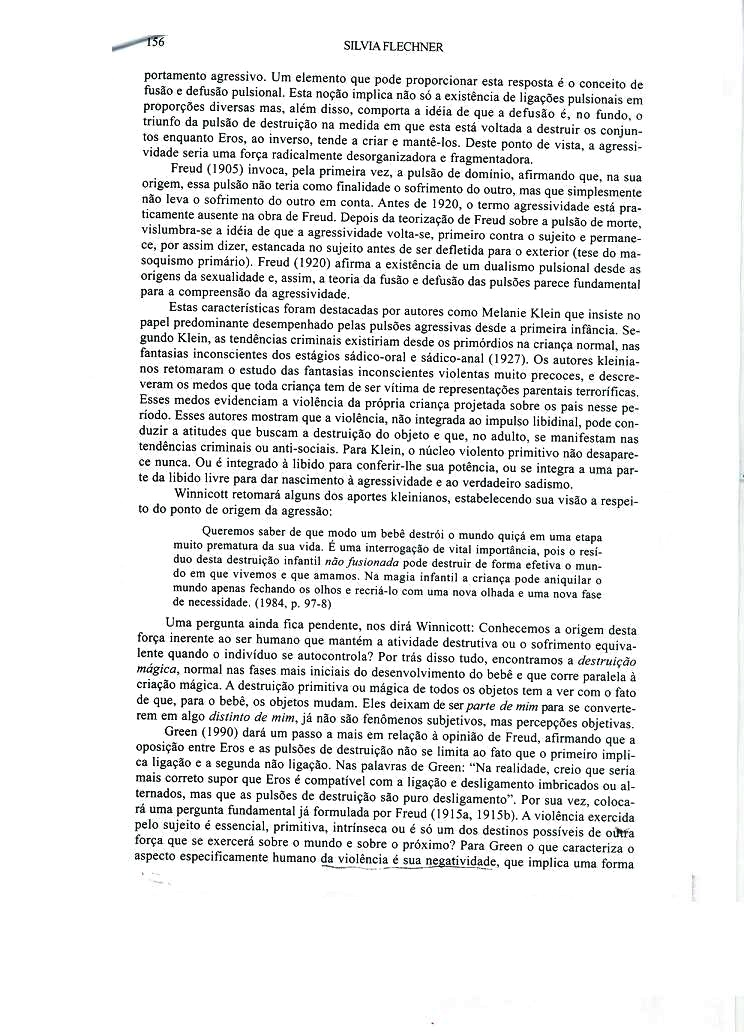 156
SILVIA FLECHNER
portamento agressivo. Um elemento que pode proporcionar esta resposta é o conceito de
fusão e defusão pulsional. Esta noção implica não só a existência de ligações pulsionais em
proporções diversas mas, além disso, comporta a idéia de que a defusão é, no fundo, o
triunfo da pulsão de destruição na medida em que esta está voltada a destruir os conjun-
tos enquanto Eros, ao inverso, tende a criar e mantê-los. Deste ponto de vista, a agressi-
vidade seria uma força radicalmente desorganizadora e fragmentadora.
Freud (1905) invoca, pela primeira vez, a pulsão de domínio, afirmando que, na sua
origem, essa pulsão não teria como finalidade o sofrimento do outro, mas que simplesmente
não leva o sofrimento do outro em conta. Antes de 1920, o termo agressividade está pra-
ticamente ausente na obra de Freud. Depois da teorização de Freud sobre a pulsão de morte,
vislumbra-se a idéia de que a agressividade volta-se, primeiro contra o sujeito e permane-
ce, por assim dizer, estancada no sujeito antes de ser defletida para o exterior (tese do ma-
soquismo primário). Freud (1920) afirma a existência de um dualismo pulsional desde as
origens da sexualidade e, assim, a teoria da fusão e defusão das pulsões parece fundamental
para a compreensão da agressividade.
Estas características foram destacadas por autores como Melanie Klein que insiste no
papel predominante desempenhado pelas pulsões agressivas desde a primeira infância. Se-
gundo Klein, as tendências criminais existiriam desde os primórdios na criança normal, nas
fantasias inconscientes dos estágios sádico-oral e sádico-anal (1927). Os autores kleinia-
nos retomaram o estudo das fantasias inconscientes violentas muito precoces, e descre-
veram os medos que toda criança tem de ser vítima de representações parentais terroríficas.
Esses medos evidenciam a violência da própria criança projetada sobre os pais nesse pe-
ríodo. Esses autores mostram que a violência, não integrada ao impulso libidinal, pode con-
duzir a atitudes que buscam a destruição do objeto e que, no adulto, se manifestam nas
tendências criminais ou anti-sociais. Para Klein, o núcleo violento primitivo não desapare-
ce nunca. Ou é integrado à libido para conferir-lhe sua potência, ou se integra a uma par-
te da libido livre para dar nascimento à agressividade e ao verdadeiro sadismo.
Winnicott retomará alguns dos aportes kleinianos, estabelecendo sua visão a respei-
to do ponto de origem da agressão:
Queremos saber de que modo um bebê destrói o mundo quiçá em uma etapa
muito prematura da sua vida. É uma interrogação de vital importância, pois o resí-
duo desta destruição infantil não fusionada pode destruir de forma efetiva o mun-
do em que vivemos e que amamos. Na magia infantil a criança pode aniquilar o
mundo apenas fechando os olhos e recriá-lo com uma nova olhada e uma nova fase
de necessidade. (1984, p. 97-8)
Uma pergunta ainda fica pendente, nos dirá Winnicott: Conhecemos a origem desta
força inerente ao ser humano que mantém a atividade destrutiva ou o sofrimento equiva-
lente quando o indivíduo se autocontrola? Por trás disso tudo, encontramos a destruição
mágica, normal nas fases mais iniciais do desenvolvimento do bebê e que corre paralela à
criação mágica. A destruição primitiva ou mágica de todos os objetos tem a ver com o fato
de que, para o bebê, os objetos mudam. Eles deixam de ser parte de mim para se converte-
rem em algo distinto de mim, já não são fenômenos subjetivos, mas percepções objetivas.
Green (1990) dará um passo a mais em relação à opinião de Freud, afirmando que a
oposição entre Eros e as pulsões de destruição não se limita ao fato que o primeiro impli-
ca ligação e a segunda não ligação. Nas palavras de Green: “Na realidade, creio que seria
mais correto supor que Eros é compatível com a ligação e desligamento imbricados ou al-
ternados, mas que as pulsões de destruição são puro desligamento”. Por sua vez, coloca-
rá uma pergunta fundamental já formulada por Freud (1915a, 1915b). A violência exercida
pelo sujeito é essencial, primitiva, intrínseca ou é só um dos destinos possíveis de outra
força que se exercerá sobre o mundo e sobre o próximo? Para Green o que caracteriza o
aspecto especificamente humano da violência é sua negatividade, que implica uma forma